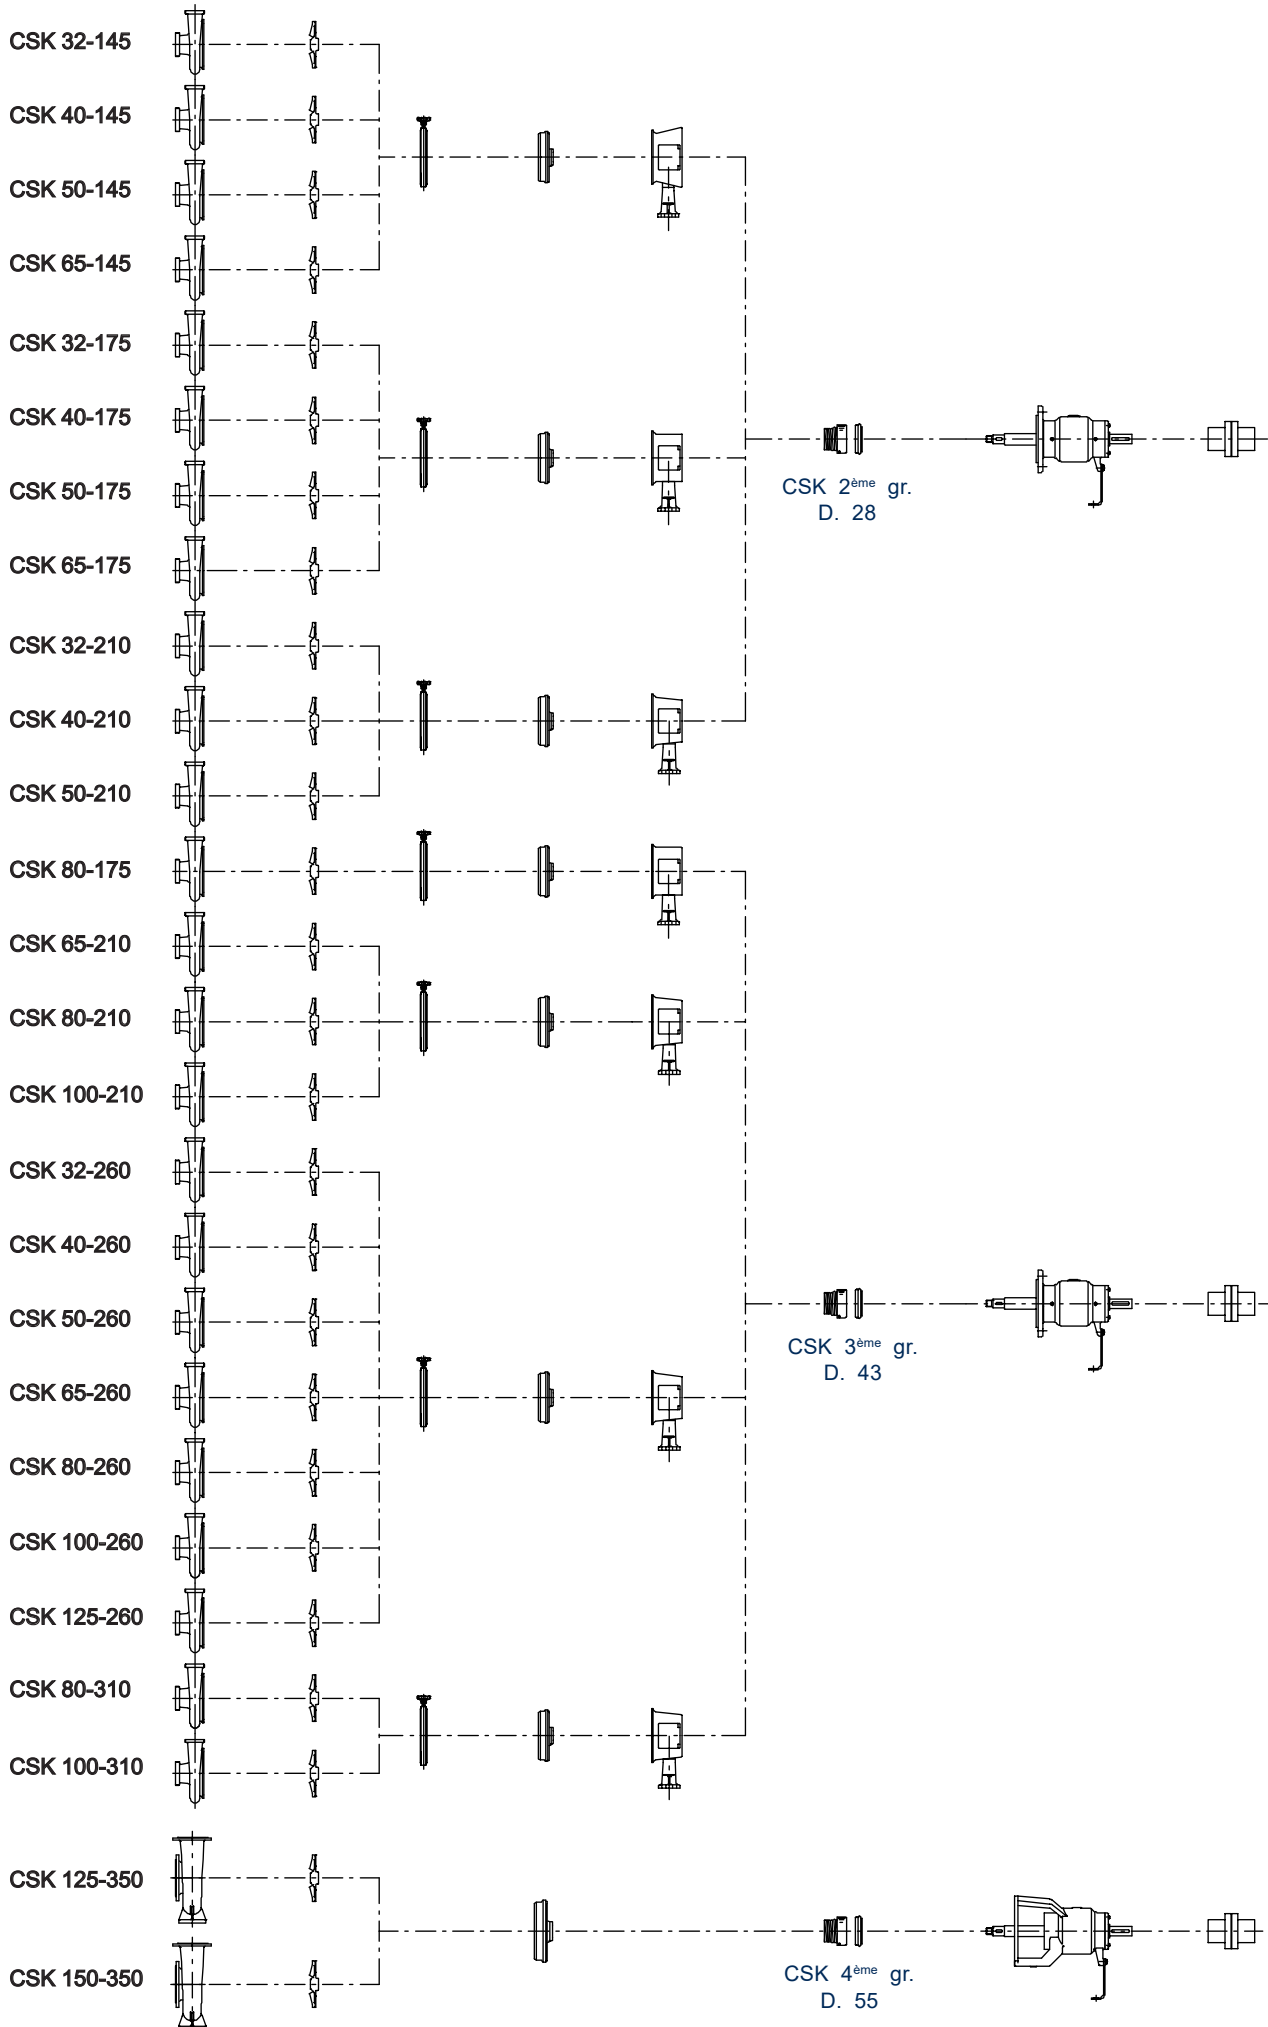 CSK 32-145
CSK 40-145
CSK 50-145
CSK 65-145
CSK 32-175
CSK 40-175
CSK 50-175
CSK 65-175
CSK 32-210
CSK 40-210
CSK 50-210
CSK 80-175
CSK 65-210
CSK 80-210
CSK 100-210
CSK 32-260
CSK 40-260
CSK 50-260
CSK 65-260
CSK 80-260
CSK 100-260
CSK 125-260
CSK 80-310
CSK 100-310
CSK 125-350
CSK 150-350
CSK 2ème gr.
D. 28
CSK 3ème gr.
D. 43
CSK 4ème gr.
D. 55